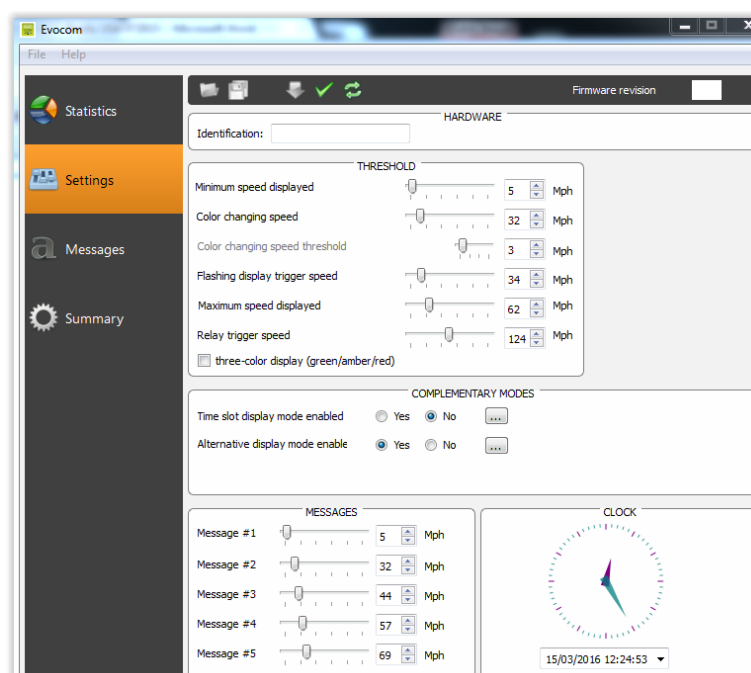 Evocom
File Help
Statistics
Settings
Messages
Summary
Firmware revision
HARDWARE
Identification:
THRESHOLD
Minimum speed displayed 5 Mph
Color changing speed 32 Mph
Color changing speed threshold 3 Mph
Flashing display trigger speed 34 Mph
Maximum speed displayed 62 Mph
Relay trigger speed 124 Mph
three-color display (green/amber/red)
COMPLEMENTARY MODES
Time slot display mode enabled Yes No ...
Alternative display mode enable Yes No ...
MESSAGES
Message #1 5 Mph
Message #2 32 Mph
Message #3 44 Mph
Message #4 57 Mph
Message #5 69 Mph
CLOCK
15/03/2016 12:24:53